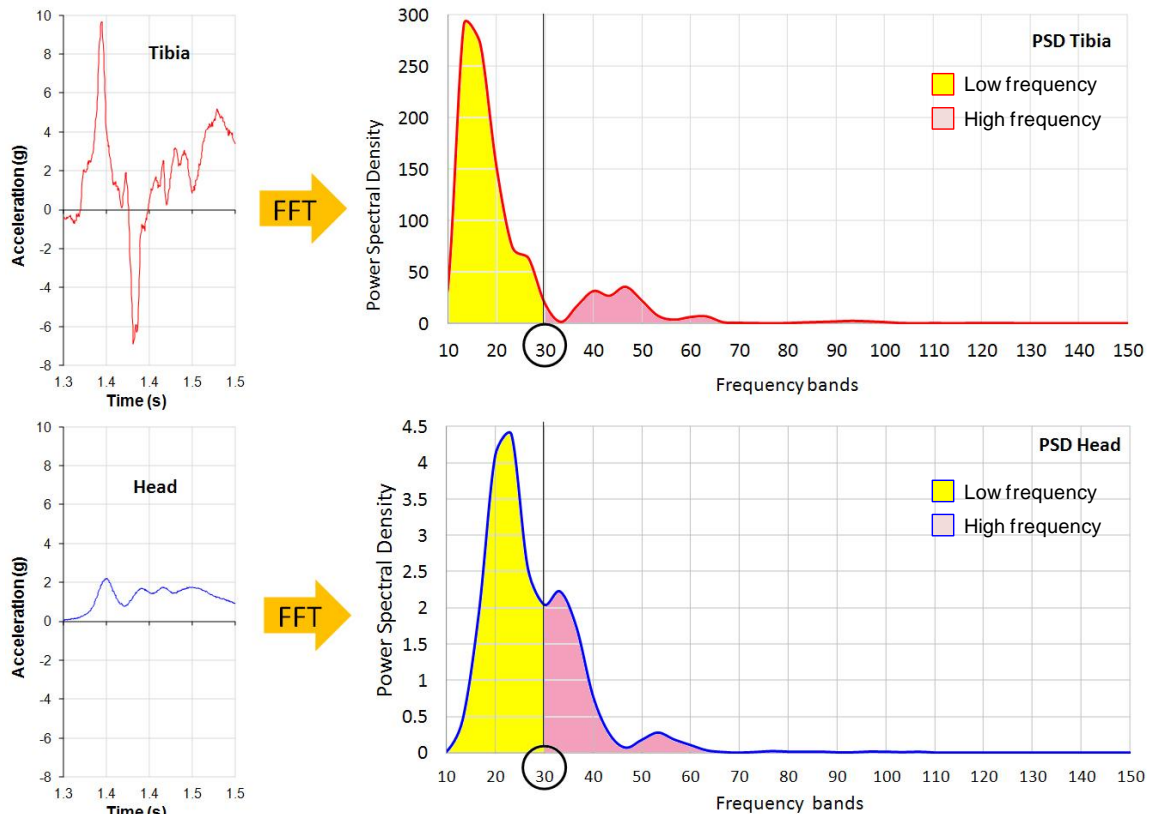 10
8
6
4
2
0
-2
-4
-6
-8
Acceleration (g)
Tibia
1.3 1.4 1.4 1.5 1.5
Time (s)
FFT
300
250
200
150
100
50
0
Power Spectral Density
PSD Tibia
Low frequency
High frequency
10 20 30 40 50 60 70 80 90 100 110 120 130 140 150
Frequency bands
10
8
6
4
2
0
-2
-4
-6
-8
Acceleration (g)
Head
1.3 1.4 1.4 1.5 1.5
Time (s)
FFT
4.5
4
3.5
3
2.5
2
1.5
1
0.5
0
Power Spectral Density
PSD Head
Low frequency
High frequency
10 20 30 40 50 60 70 80 90 100 110 120 130 140 150
Frequency bands